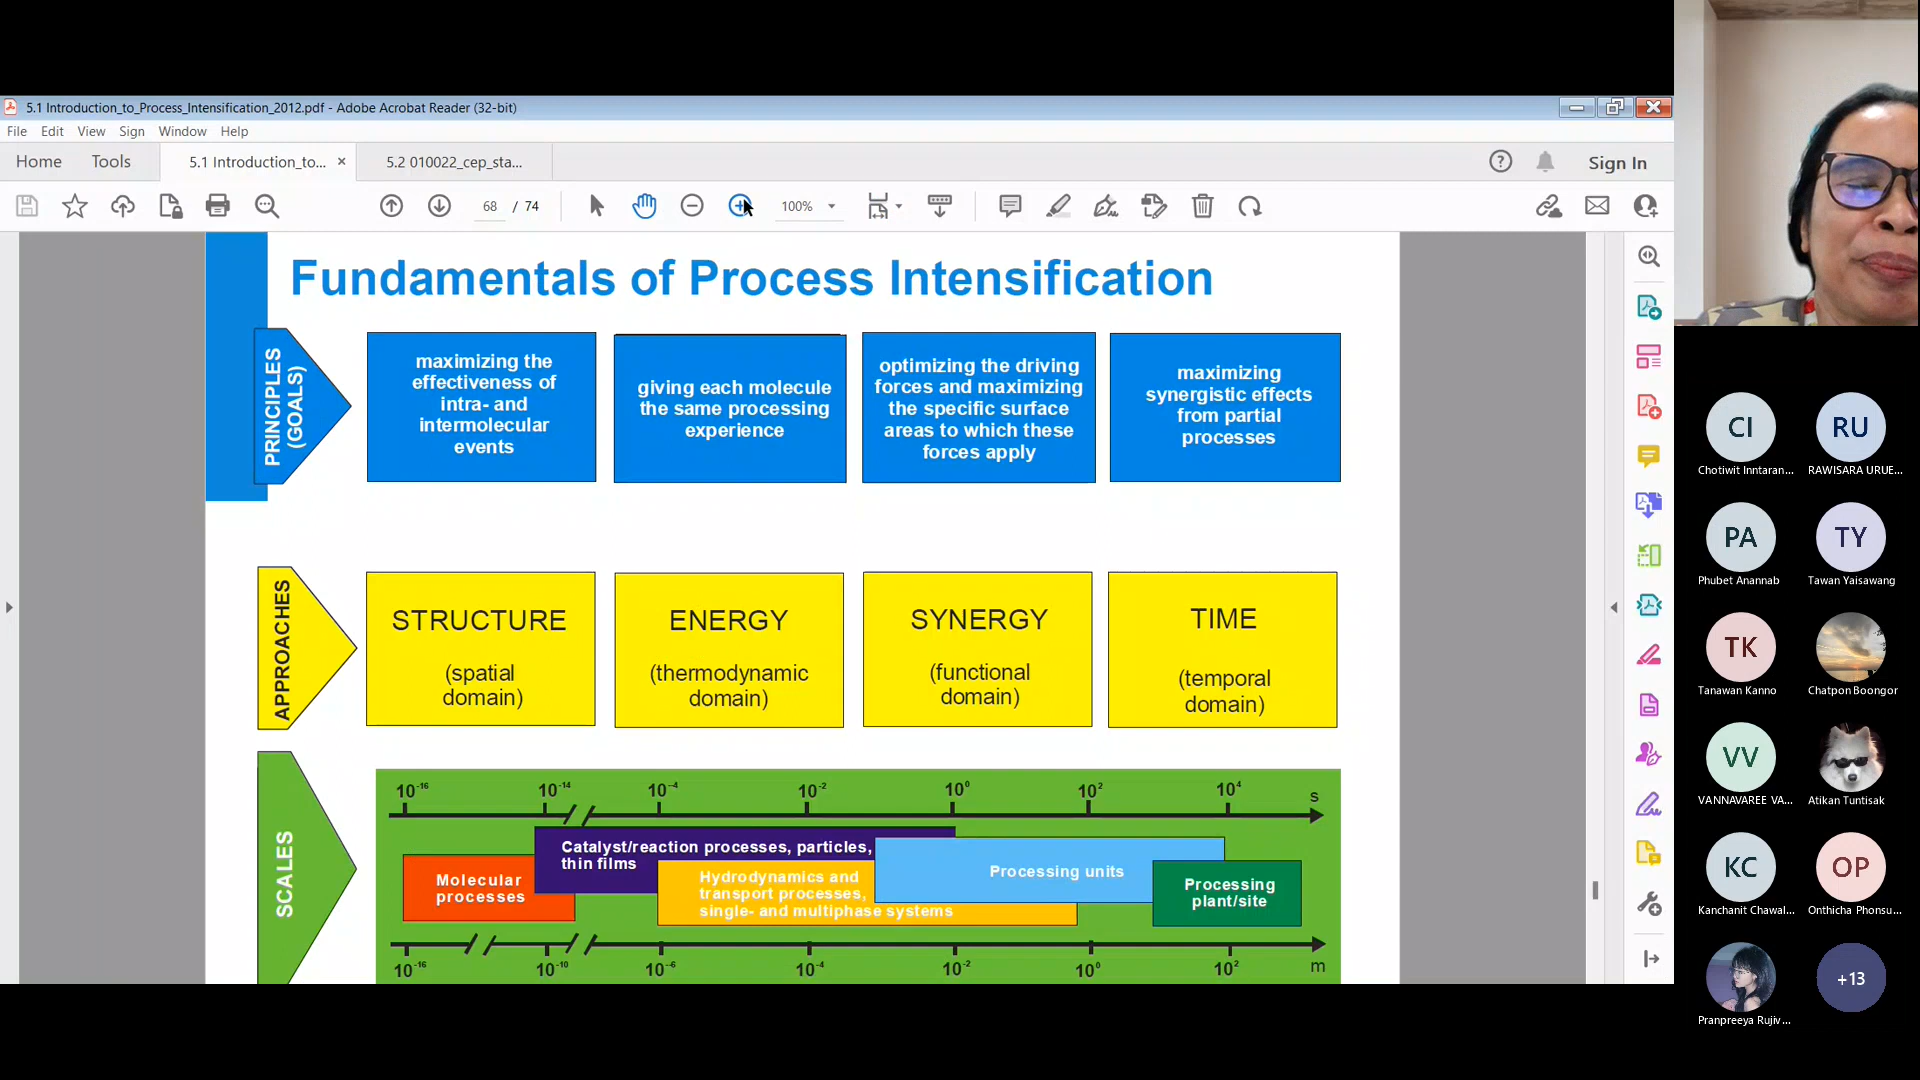 5.1 Introduction_to_Process_Intensification_2012.pdf - Adobe Acrobat Reader (32-bit)
File Edit View Sign Window Help
Home Tools 5.1 Introduction_to... × 5.2 010022_cep_sta... Sign In
68 / 74 100%
Fundamentals of Process Intensification
PRINCIPLES
(GOALS)
maximizing the
effectiveness of
intra- and
intermolecular
events
giving each molecule
the same processing
experience
optimizing the driving
forces and maximizing
the specific surface
areas to which these
forces apply
maximizing
synergistic effects
from partial
processes
APPROACHES
STRUCTURE
(spatial
domain)
ENERGY
(thermodynamic
domain)
SYNERGY
(functional
domain)
TIME
(temporal
domain)
SCALES
10⁻¹⁶ 10⁻¹⁴ 10⁻⁴ 10⁻² 10⁰ 10² 10⁴ s
Molecular
processes
Catalyst/reaction processes, particles,
thin films
Hydrodynamics and
transport processes,
single- and multiphase systems
Processing units
Processing
plant/site
10⁻¹⁶ 10⁻¹⁰ 10⁻⁶ 10⁻⁴ 10⁻² 10⁰ 10² m
CI RU
Chotiwit Inntaran... RAWISARA URUE...
PA TY
Phubet Anannab Tawan Yaisawang
TK
Tanawan Kanno Chatpon Boongor
VV
VANNAVAREE VA... Atikan Tuntisak
KC OP
Kanchanit Chawal... Onthicha Phonsu...
+13
Pranpreeya Rujiv...